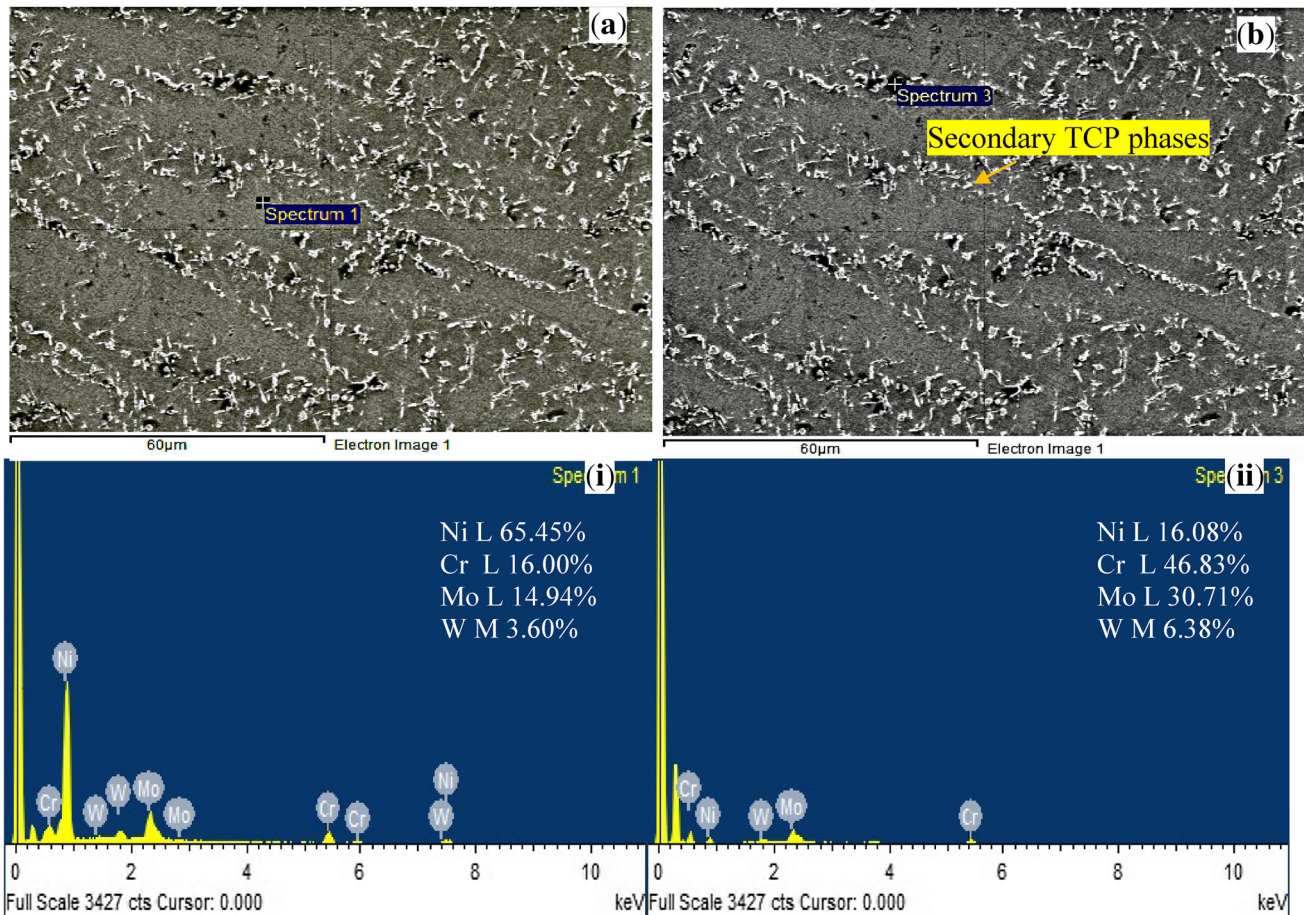 (a)
Spectrum 1
60µm Electron Image 1
(b)
Spectrum 3
Secondary TCP phases
60µm Electron Image 1
(i)
Spe m 1
Ni L 65.45%
Cr L 16.00%
Mo L 14.94%
W M 3.60%
Ni
Cr
W
W
Mo
Mo
Cr
Cr
Ni
W
0 2 4 6 8 10
Full Scale 3427 cts Cursor: 0.000 keV
(ii)
Spe m 3
Ni L 16.08%
Cr L 46.83%
Mo L 30.71%
W M 6.38%
Cr
Ni
W
Mo
Cr
0 2 4 6 8 10
Full Scale 3427 cts Cursor: 0.000 keV